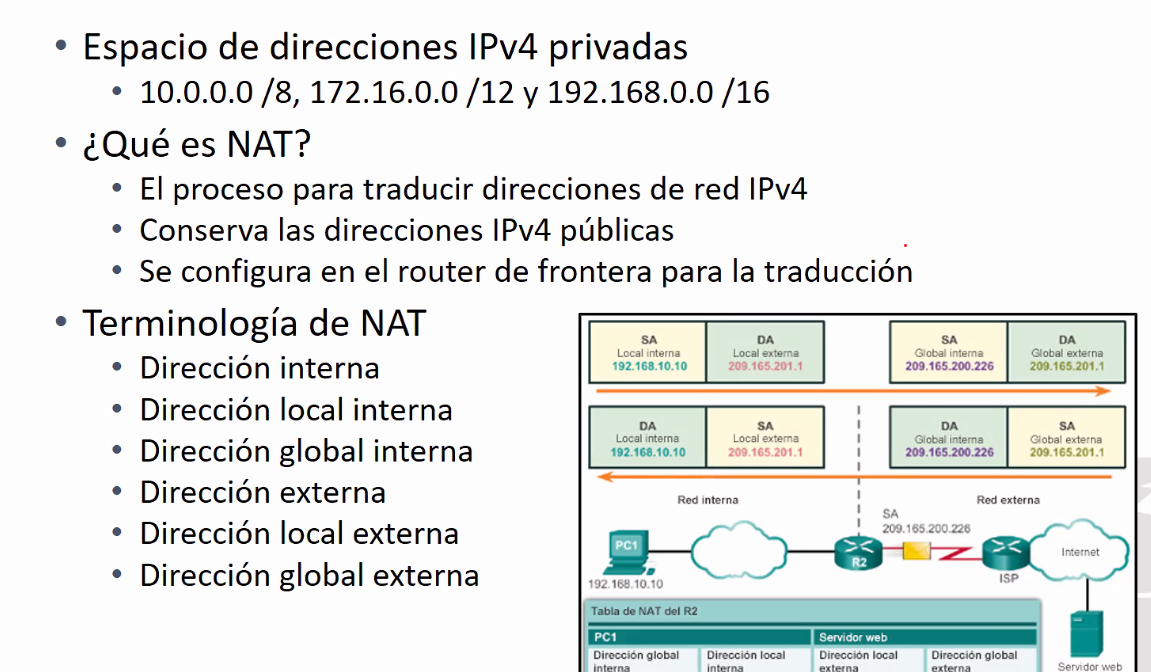 Espacio de direcciones IPv4 privadas
10.0.0.0 /8, 172.16.0.0 /12 y 192.168.0.0 /16
¿Qué es NAT?
El proceso para traducir direcciones de red IPv4
Conserva las direcciones IPv4 públicas
Se configura en el router de frontera para la traducción
Terminología de NAT
Dirección interna
Dirección local interna
Dirección global interna
Dirección externa
Dirección local externa
Dirección global externa
SA
Local interna
192.168.10.10
DA
Local externa
209.165.201.1
SA
Global interna
209.165.200.226
DA
Global externa
209.165.201.1
DA
Local interna
192.168.10.10
SA
Local externa
209.165.201.1
DA
Global interna
209.165.200.226
SA
Global externa
209.165.201.1
Red interna
Red externa
SA
209.165.200.226
PC1
192.168.10.10
R2
ISP
Internet
Servidor web
Tabla de NAT del R2
PC1
Servidor web
Dirección global
interna
Dirección local
interna
Dirección local
externa
Dirección global
externa